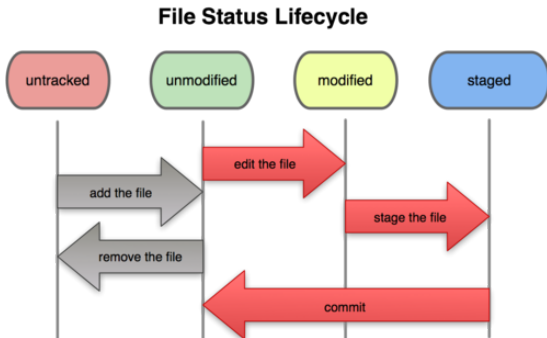 File Status Lifecycle
untracked
unmodified
modified
staged
edit the file
add the file
stage the file
remove the file
commit